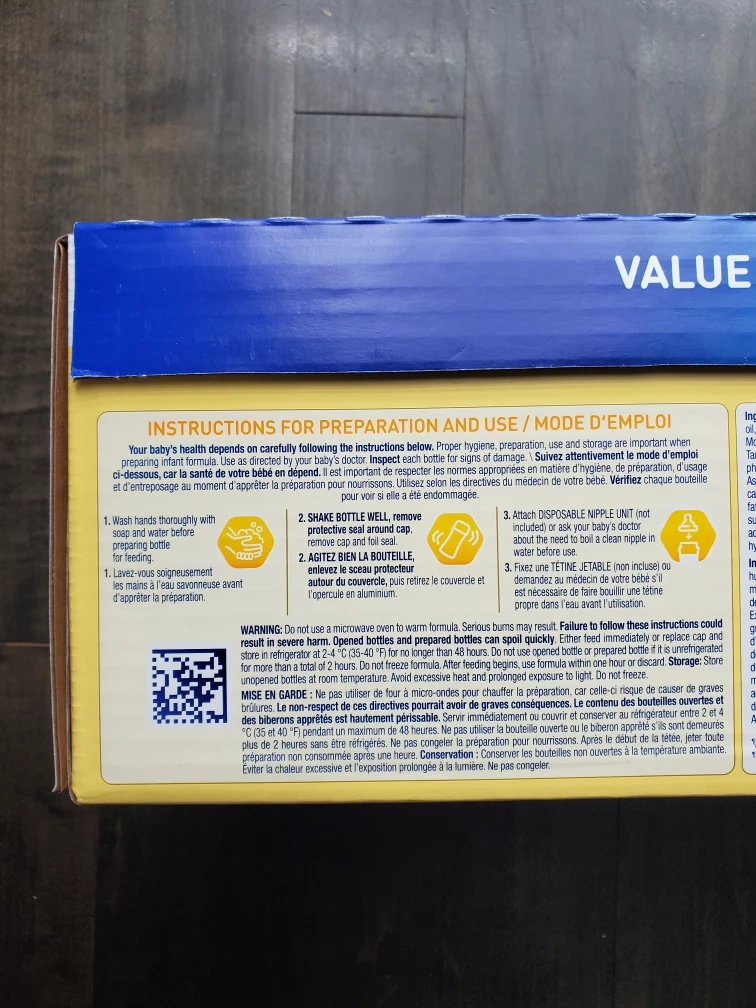 VALUE
INSTRUCTIONS FOR PREPARATION AND USE / MODE D'EMPLOI
Your baby's health depends on carefully following the instructions below. Proper hygiene, preparation, use and storage are important when
preparing infant formula. Use as directed by your baby's doctor. Inspect each bottle for signs of damage. \ Suivez attentivement le mode d'emploi
ci-dessous, car la santé de votre bébé en dépend. Il est important de respecter les normes appropriées en matière d'hygiène, de préparation, d'usage
et d'entreposage au moment d'apprêter la préparation pour nourrissons. Utilisez selon les directives du médecin de votre bébé. Vérifiez chaque bouteille
pour voir si elle a été endommagée.
1. Wash hands thoroughly with
soap and water before
preparing bottle
for feeding.
1. Lavez-vous soigneusement
les mains à l'eau savonneuse avant
d'apprêter la préparation.
2. SHAKE BOTTLE WELL, remove
protective seal around cap,
remove cap and foil seal.
2. AGITEZ BIEN LA BOUTEILLE,
enlevez le sceau protecteur
autour du couvercle, puis retirez le couvercle et
l'opercule en aluminium.
3. Attach DISPOSABLE NIPPLE UNIT (not
included) or ask your baby's doctor
about the need to boil a clean nipple in
water before use.
3. Fixez une TÉTINE JETABLE (non incluse) ou
demandez au médecin de votre bébé s'il
est nécessaire de faire bouillir une tétine
propre dans l'eau avant l'utilisation.
WARNING: Do not use a microwave oven to warm formula. Serious burns may result. Failure to follow these instructions could
result in severe harm. Opened bottles and prepared bottles can spoil quickly. Either feed immediately or replace cap and
store in refrigerator at 2-4 °C (35-40 °F) for no longer than 48 hours. Do not use opened bottle or prepared bottle if it is unrefrigerated
for more than a total of 2 hours. Do not freeze formula. After feeding begins, use formula within one hour or discard. Storage: Store
unopened bottles at room temperature. Avoid excessive heat and prolonged exposure to light. Do not freeze.
MISE EN GARDE : Ne pas utiliser de four à micro-ondes pour chauffer la préparation, car celle-ci risque de causer de graves
brûlures. Le non-respect de ces directives pourrait avoir de graves conséquences. Le contenu des bouteilles ouvertes et
des biberons apprêtés est hautement périssable. Servir immédiatement ou couvrir et conserver au réfrigérateur entre 2 et 4
°C (35 et 40 °F) pendant un maximum de 48 heures. Ne pas utiliser la bouteille ouverte ou le biberon apprêté s'ils sont demeurés
plus de 2 heures sans être réfrigérés. Ne pas congeler la préparation pour nourrissons. Après le début de la tétée, jeter toute
préparation non consommée après une heure. Conservation : Conserver les bouteilles non ouvertes à la température ambiante.
Éviter la chaleur excessive et l'exposition prolongée à la lumière. Ne pas congeler.